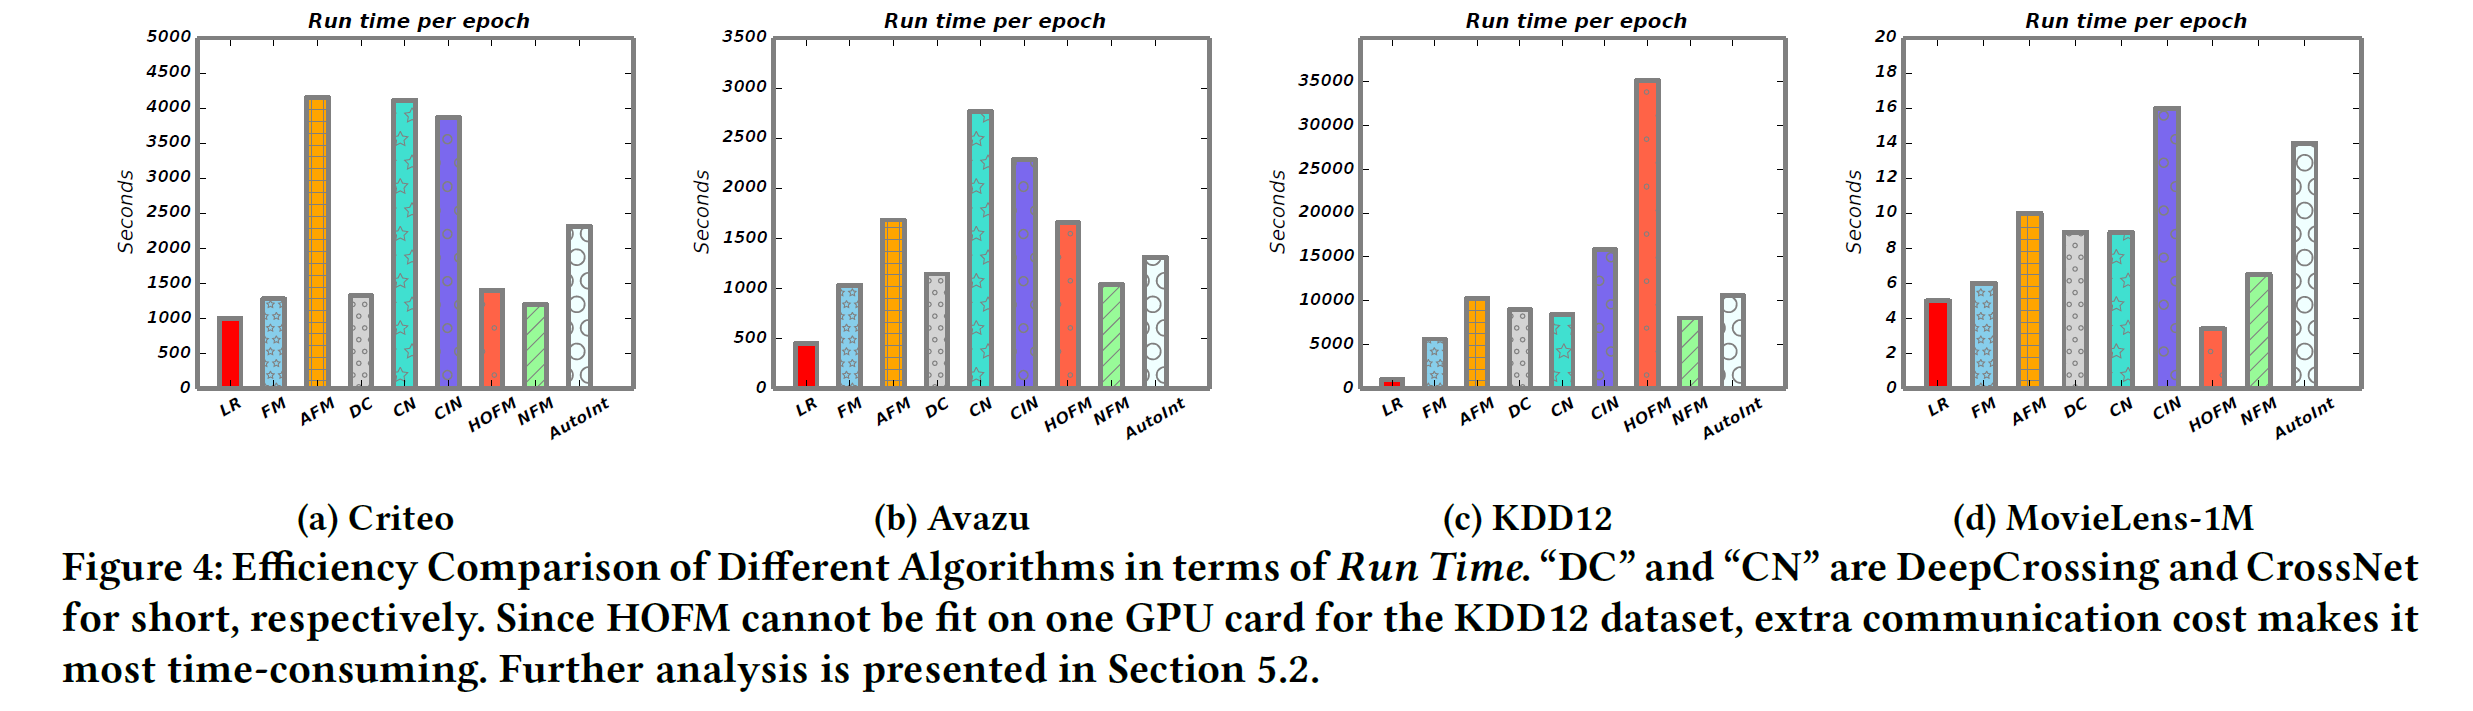 Run time per epoch
5000
4500
4000
3500
3000
2500
2000
1500
1000
500
0
Seconds
LR FM AFM DC CN CIN HOFM NFM AutoInt
(a) Criteo
Run time per epoch
3500
3000
2500
2000
1500
1000
500
0
Seconds
LR FM AFM DC CN CIN HOFM NFM AutoInt
(b) Avazu
Run time per epoch
35000
30000
25000
20000
15000
10000
5000
0
Seconds
LR FM AFM DC CN CIN HOFM NFM AutoInt
(c) KDD12
Run time per epoch
20
18
16
14
12
10
8
6
4
2
0
Seconds
LR FM AFM DC CN CIN HOFM NFM AutoInt
(d) MovieLens-1M
Figure 4: Efficiency Comparison of Different Algorithms in terms of Run Time. “DC” and “CN” are DeepCrossing and CrossNet
for short, respectively. Since HOFM cannot be fit on one GPU card for the KDD12 dataset, extra communication cost makes it
most time-consuming. Further analysis is presented in Section 5.2.